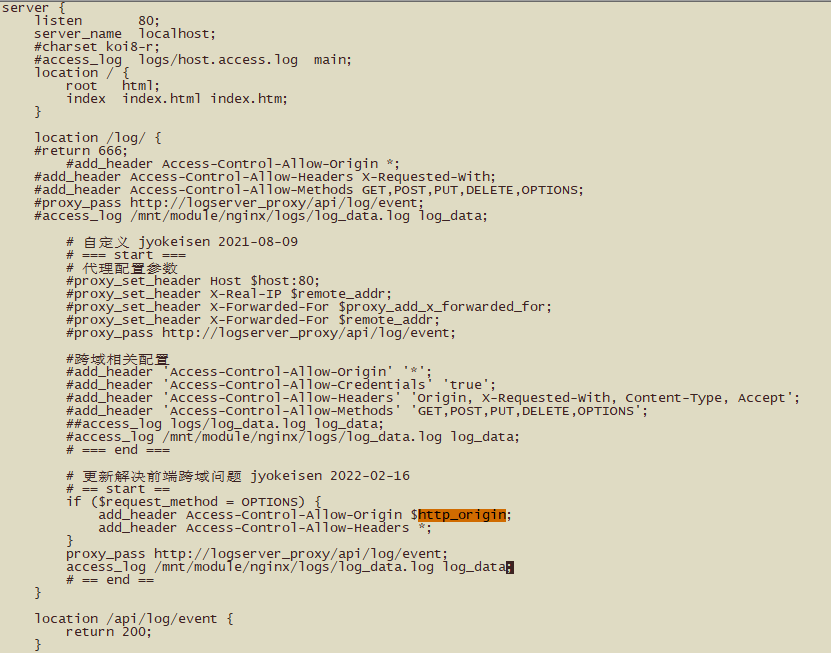 server {
    listen       80;
    server_name  localhost;
    #charset koi8-r;
    #access_log  logs/host.access.log  main;
    location / {
        root   html;
        index  index.html index.htm;
    }

    location /log/ {
    #return 666;
        #add_header Access-Control-Allow-Origin *;
    #add_header Access-Control-Allow-Headers X-Requested-With;
    #add_header Access-Control-Allow-Methods GET,POST,PUT,DELETE,OPTIONS;
    #proxy_pass http://logserver_proxy/api/log/event;
    #access_log /mnt/module/nginx/logs/log_data.log log_data;

        # 自定义 jyokeisen 2021-08-09
        # === start ===
        # 代理配置参数
        #proxy_set_header Host $host:80;
        #proxy_set_header X-Real-IP $remote_addr;
        #proxy_set_header X-Forwarded-For $proxy_add_x_forwarded_for;
        #proxy_set_header X-Forwarded-For $remote_addr;
        #proxy_pass http://logserver_proxy/api/log/event;

        #跨域相关配置
        #add_header 'Access-Control-Allow-Origin' '*';
        #add_header 'Access-Control-Allow-Credentials' 'true';
        #add_header 'Access-Control-Allow-Headers' 'Origin, X-Requested-With, Content-Type, Accept';
        #add_header 'Access-Control-Allow-Methods' 'GET,POST,PUT,DELETE,OPTIONS';
        ##access_log logs/log_data.log log_data;
        #access_log /mnt/module/nginx/logs/log_data.log log_data;
        # === end ===

        # 更新解决前端跨域问题 jyokeisen 2022-02-16
        # == start ==
        if ($request_method = OPTIONS) {
            add_header Access-Control-Allow-Origin $http_origin;
            add_header Access-Control-Allow-Headers *;
        }
        proxy_pass http://logserver_proxy/api/log/event;
        access_log /mnt/module/nginx/logs/log_data.log log_data;
        # == end ==
    }

    location /api/log/event {
        return 200;
    }